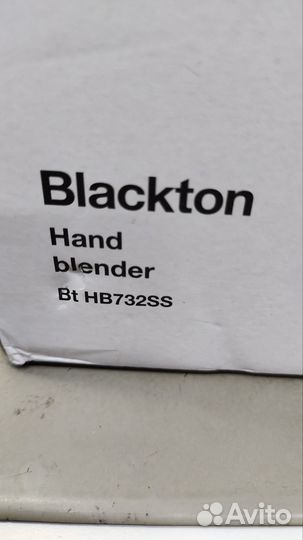 Blackton
Hand
blender
Bt HB732SS
Avito